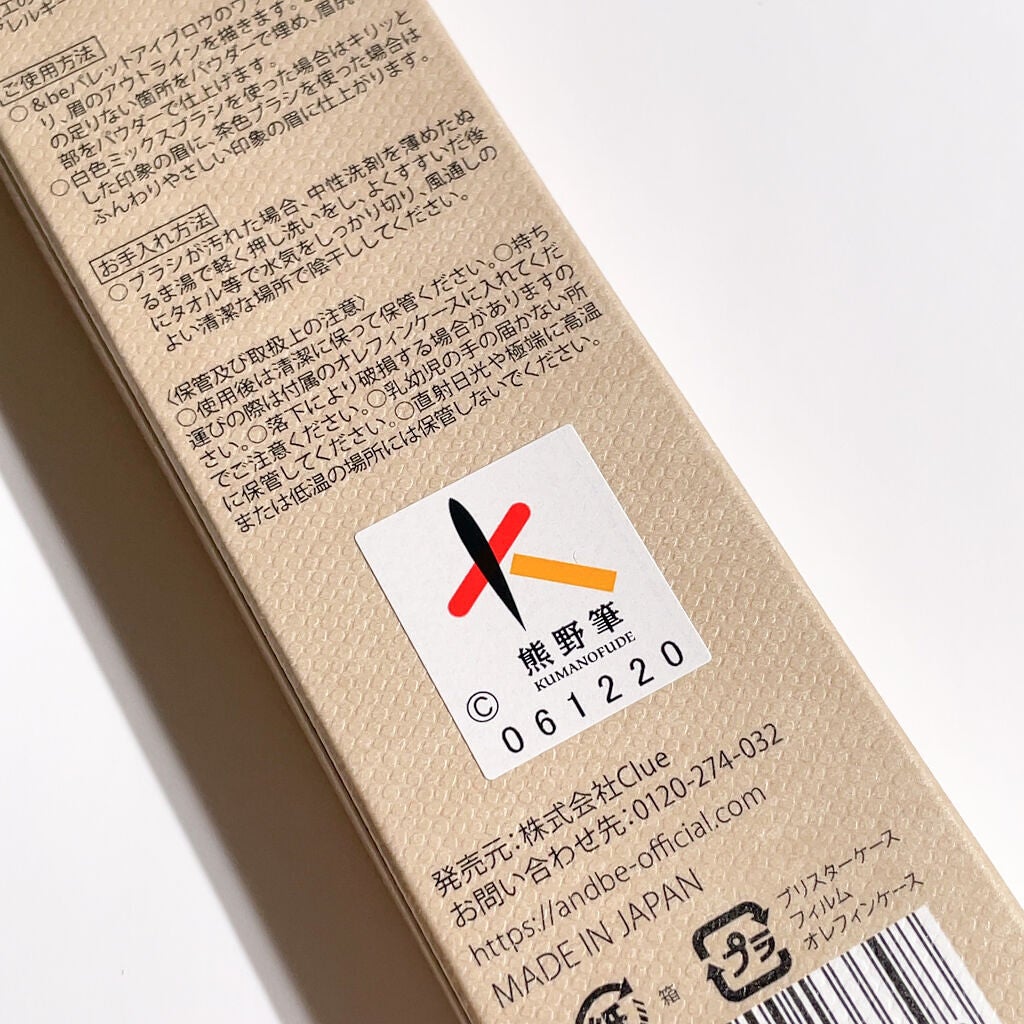 ご使用方法
○&beパレットアイブロウのワ
り、眉のアウトラインを描きます。
の足りない箇所をパウダーで埋め、眉尻
部をパウダーで仕上げます。
○白色ミックスブラシを使った場合はキリッと
した印象の眉に、茶色ブラシを使った場合は
ふんわりやさしい印象の眉に仕上がります。
お手入れ方法
○ブラシが汚れた場合、中性洗剤を薄めたぬ
るま湯で軽く押し洗いをし、よくすすいだ後
にタオル等で水気をしっかり切り、風通しの
よい清潔な場所で陰干ししてください。
〈保管及び取扱上の注意〉
○使用後は清潔に保って保管ください。○持ち
運びの際は付属のオレフィンケースに入れてくだ
さい。○落下により破損する場合がありますの
でご注意ください。○乳幼児の手の届かない所
に保管してください。○直射日光や極端に高温
または低温の場所には保管しないでください。
熊野筆
KUMANOFUDE
©
061220
発売元:株式会社Clue
お問い合わせ先:0120-274-032
https://andbe-official.com
MADE IN JAPAN
プラ
ブリスターケース
フィルム
オレフィンケース
紙
箱